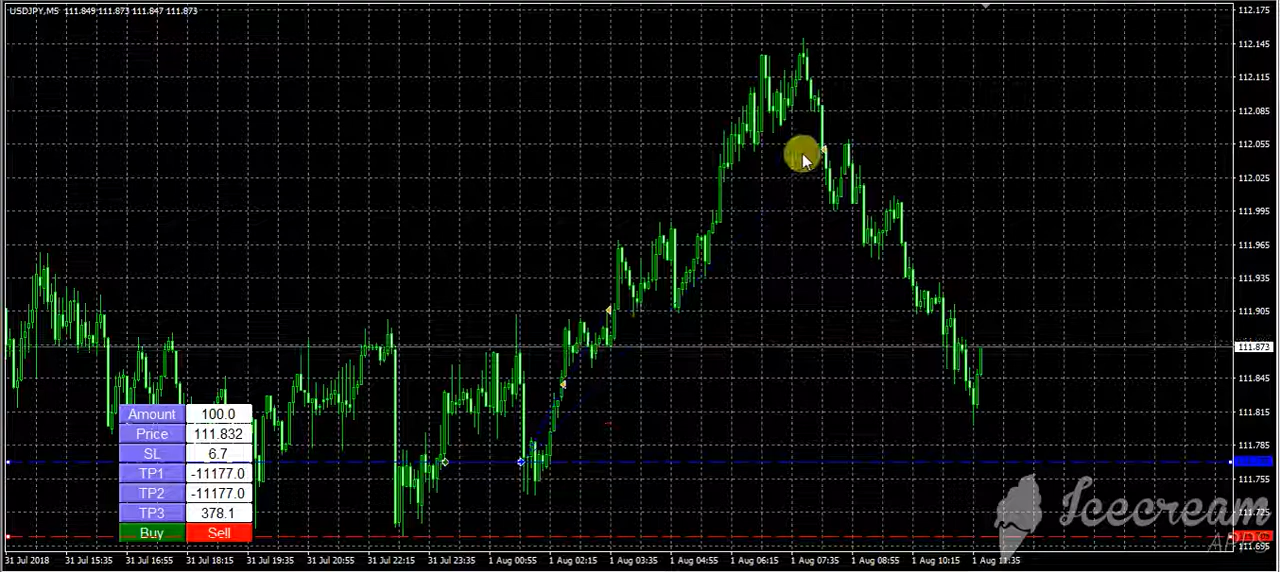 USDJPY,M5 111.849 111.873 111.847 111.873
112.175
112.145
112.115
112.085
112.055
112.025
111.995
111.965
111.935
111.905
111.873
111.845
111.815
111.785
111.755
111.725
111.695
Amount 100.0
Price 111.832
SL 6.7
TP1 -11177.0
TP2 -11177.0
TP3 378.1
Buy Sell
Icecream
31 Jul 2018 31 Jul 15:35 31 Jul 16:55 31 Jul 18:15 31 Jul 19:35 31 Jul 20:55 31 Jul 22:15 31 Jul 23:35 1 Aug 00:55 1 Aug 02:15 1 Aug 03:35 1 Aug 04:55 1 Aug 06:15 1 Aug 07:35 1 Aug 08:55 1 Aug 10:15 1 Aug 11:35